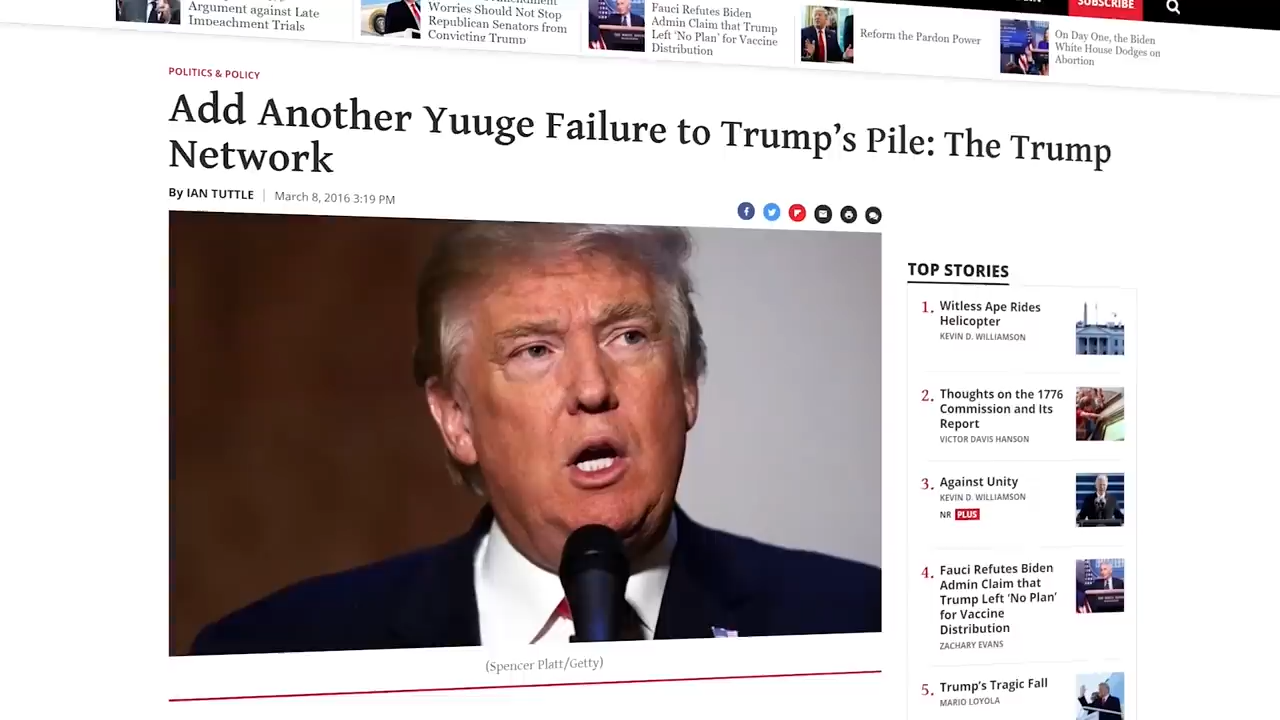 SUBSCRIBE
Argument against Late
Impeachment Trials
Worries Should Not Stop
Republican Senators from
Convicting Trump
Fauci Refutes Biden
Admin Claim that Trump
Left ‘No Plan’ for Vaccine
Distribution
Reform the Pardon Power
On Day One, the Biden
White House Dodges on
Abortion
POLITICS & POLICY
Add Another Yuuge Failure to Trump’s Pile: The Trump
Network
By IAN TUTTLE | March 8, 2016 3:19 PM
(Spencer Platt/Getty)
TOP STORIES
1. Witless Ape Rides
Helicopter
KEVIN D. WILLIAMSON
2. Thoughts on the 1776
Commission and Its
Report
VICTOR DAVIS HANSON
3. Against Unity
KEVIN D. WILLIAMSON
NR PLUS
4. Fauci Refutes Biden
Admin Claim that
Trump Left ‘No Plan’
for Vaccine
Distribution
ZACHARY EVANS
5. Trump’s Tragic Fall
MARIO LOYOLA